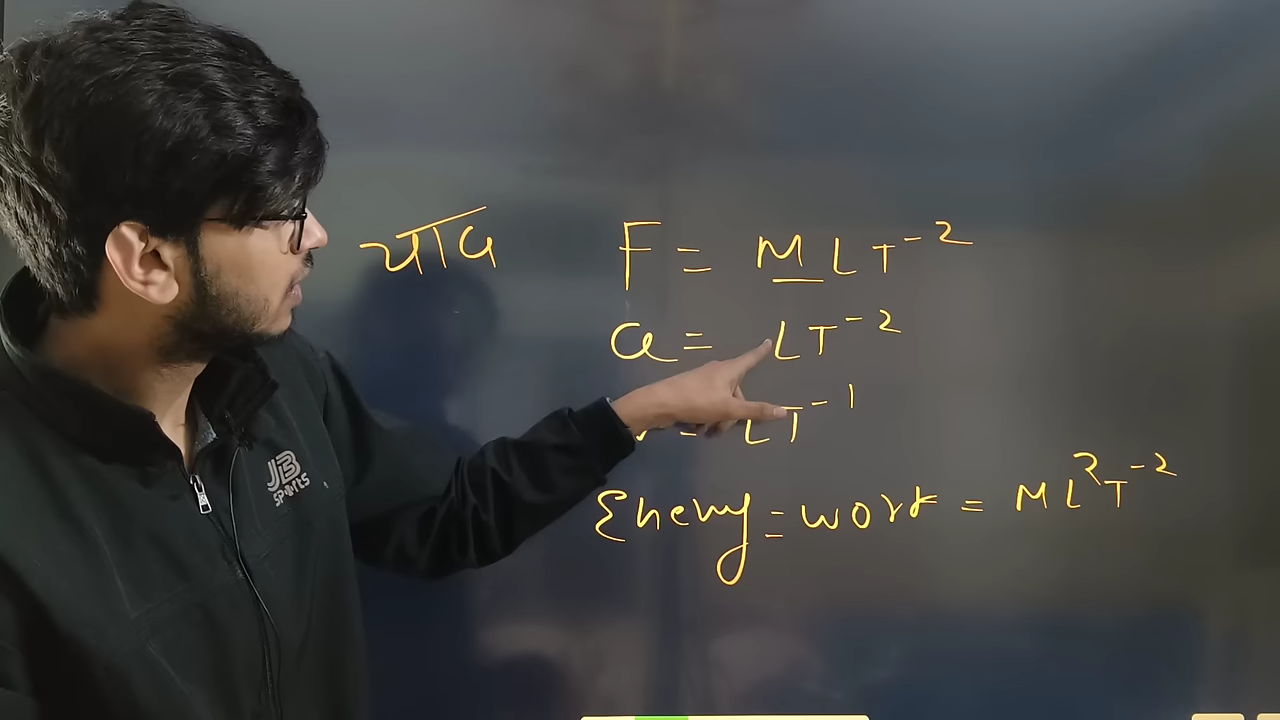 याद
F = MLT⁻²
a = LT⁻²
= LT⁻¹
Energy = work = ML²T⁻²
JB
SPORTS